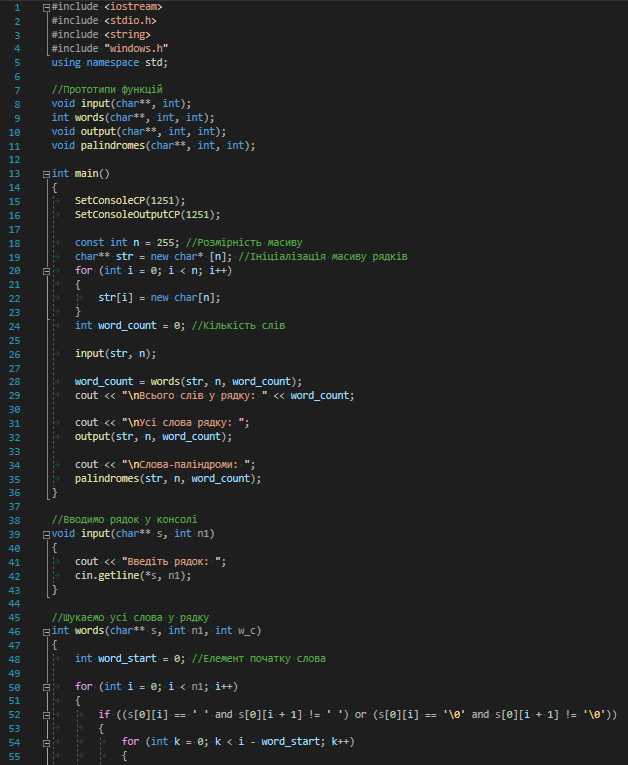 1 #include <iostream>
2 #include <stdio.h>
3 #include <string>
4 #include "windows.h"
5 using namespace std;
6
7 //Прототипи функцій
8 void input(char**, int);
9 int words(char**, int, int);
10 void output(char**, int, int);
11 void palindromes(char**, int, int);
12
13 int main()
14 {
15 SetConsoleCP(1251);
16 SetConsoleOutputCP(1251);
17
18 const int n = 255; //Розмірність масиву
19 char** str = new char* [n]; //Ініціалізація масиву рядків
20 for (int i = 0; i < n; i++)
21 {
22 str[i] = new char[n];
23 }
24 int word_count = 0; //Кількість слів
25
26 input(str, n);
27
28 word_count = words(str, n, word_count);
29 cout << "\nВсього слів у рядку: " << word_count;
30
31 cout << "\nУсі слова рядку: ";
32 output(str, n, word_count);
33
34 cout << "\nСлова-паліндроми: ";
35 palindromes(str, n, word_count);
36 }
37
38 //Вводимо рядок у консолі
39 void input(char** s, int n1)
40 {
41 cout << "Введіть рядок: ";
42 cin.getline(*s, n1);
43 }
44
45 //Шукаємо усі слова у рядку
46 int words(char** s, int n1, int w_c)
47 {
48 int word_start = 0; //Елемент початку слова
49
50 for (int i = 0; i < n1; i++)
51 {
52 if ((s[0][i] == ' ' and s[0][i + 1] != ' ') or (s[0][i] == '\0' and s[0][i + 1] != '\0'))
53 {
54 for (int k = 0; k < i - word_start; k++)
55 {